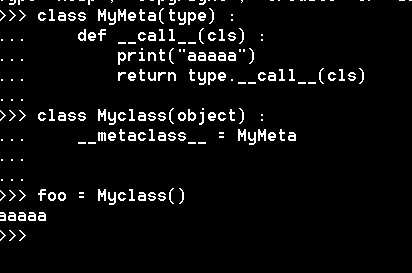 >>> class MyMeta(type) :
...     def __call__(cls) :
...         print("aaaaa")
...         return type.__call__(cls)
...
>>> class Myclass(object) :
...     __metaclass__ = MyMeta
...
...
>>> foo = Myclass()
aaaaa
>>>